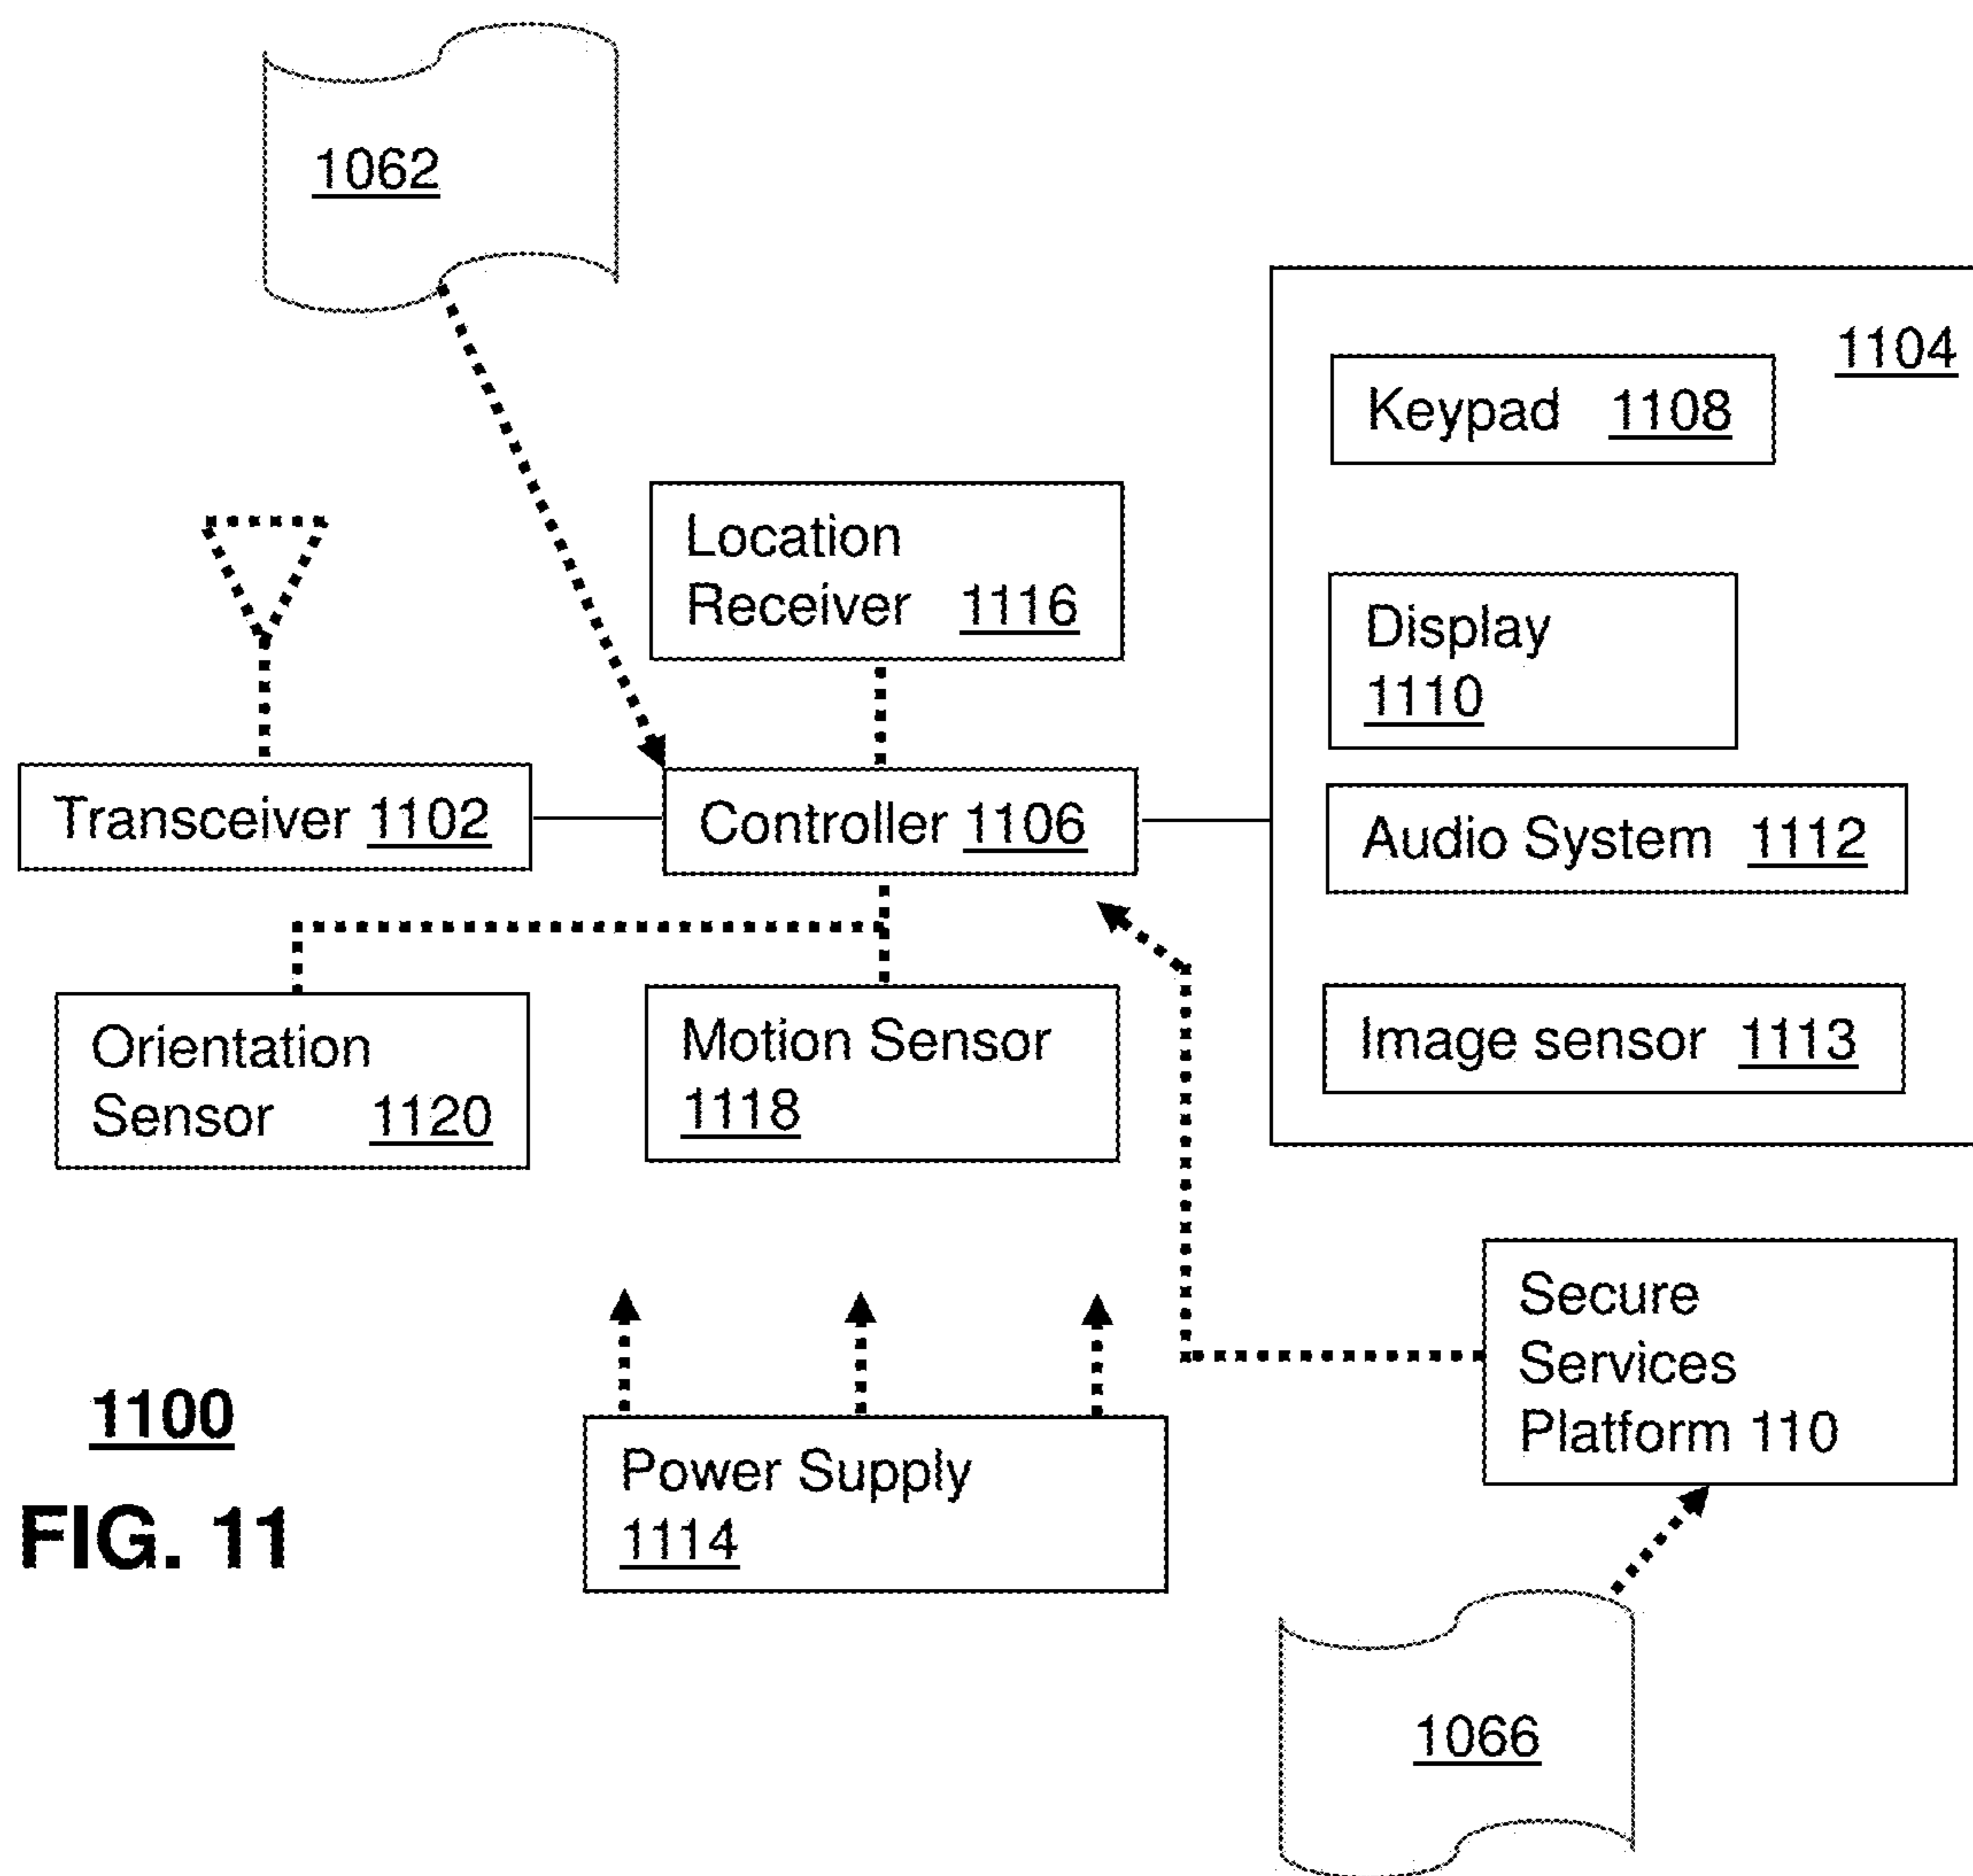 1062
1104
Keypad 1108
Location
Receiver 1116
Display
1110
Transceiver 1102
Controller 1106
Audio System 1112
Orientation
Sensor 1120
Motion Sensor
1118
Image sensor 1113
Secure
Services
Platform 110
1100
FIG. 11
Power Supply
1114
1066